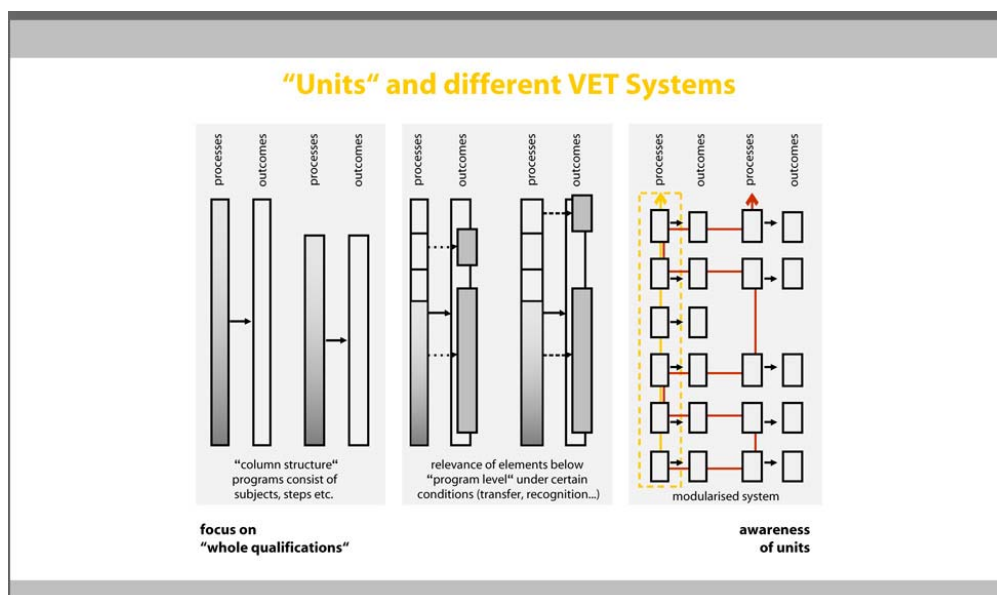 “Units“ and different VET Systems
processes
outcomes
processes
outcomes
“column structure“
programs consist of
subjects, steps etc.
processes
outcomes
processes
outcomes
relevance of elements below
“program level“ under certain
conditions (transfer, recognition...)
processes
outcomes
processes
outcomes
modularised system
focus on
“whole qualifications“
awareness
of units